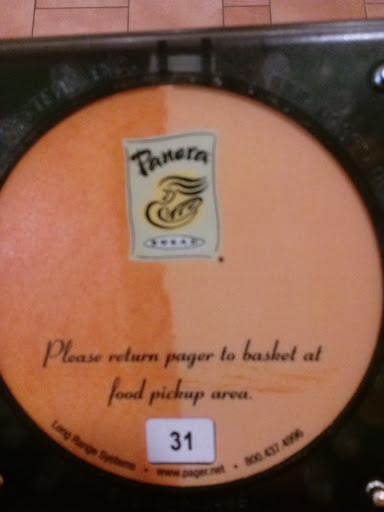 Panera
BREAD
Please return pager to basket at
food pickup area.
31
Long Range Systems • www.pager.net • 800.437.4996